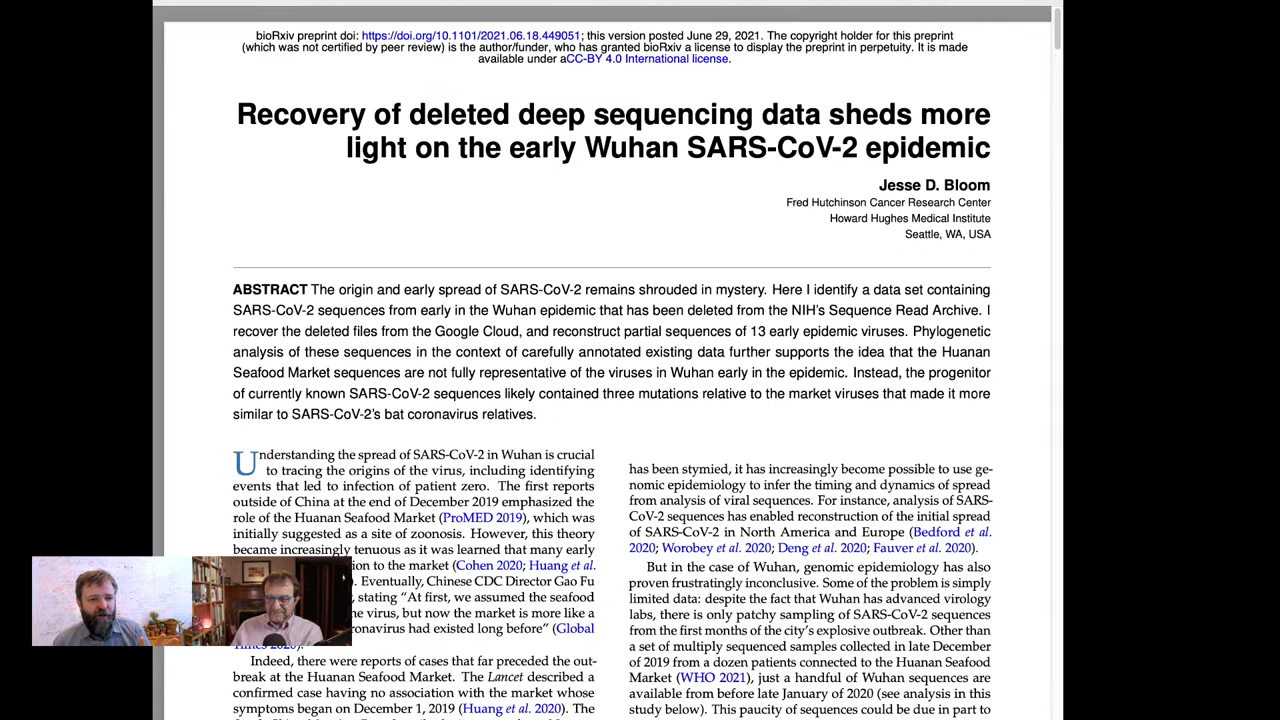 bioRxiv preprint doi: https://doi.org/10.1101/2021.06.18.449051; this version posted June 29, 2021. The copyright holder for this preprint
(which was not certified by peer review) is the author/funder, who has granted bioRxiv a license to display the preprint in perpetuity. It is made
available under aCC-BY 4.0 International license.
Recovery of deleted deep sequencing data sheds more
light on the early Wuhan SARS-CoV-2 epidemic
Jesse D. Bloom
Fred Hutchinson Cancer Research Center
Howard Hughes Medical Institute
Seattle, WA, USA
ABSTRACT The origin and early spread of SARS-CoV-2 remains shrouded in mystery. Here I identify a data set containing
SARS-CoV-2 sequences from early in the Wuhan epidemic that has been deleted from the NIH's Sequence Read Archive. I
recover the deleted files from the Google Cloud, and reconstruct partial sequences of 13 early epidemic viruses. Phylogenetic
analysis of these sequences in the context of carefully annotated existing data further supports the idea that the Huanan
Seafood Market sequences are not fully representative of the viruses in Wuhan early in the epidemic. Instead, the progenitor
of currently known SARS-CoV-2 sequences likely contained three mutations relative to the market viruses that made it more
similar to SARS-CoV-2's bat coronavirus relatives.
Understanding the spread of SARS-CoV-2 in Wuhan is crucial
to tracing the origins of the virus, including identifying
events that led to infection of patient zero. The first reports
outside of China at the end of December 2019 emphasized the
role of the Huanan Seafood Market (ProMED 2019), which was
initially suggested as a site of zoonosis. However, this theory
became increasingly tenuous as it was learned that many early
ion to the market (Cohen 2020; Huang et al.
. Eventually, Chinese CDC Director Gao Fu
, stating “At first, we assumed the seafood
he virus, but now the market is more like a
onavirus had existed long before” (Global
Indeed, there were reports of cases that far preceded the out-
break at the Huanan Seafood Market. The Lancet described a
confirmed case having no association with the market whose
symptoms began on December 1, 2019 (Huang et al. 2020). The
has been stymied, it has increasingly become possible to use ge-
nomic epidemiology to infer the timing and dynamics of spread
from analysis of viral sequences. For instance, analysis of SARS-
CoV-2 sequences has enabled reconstruction of the initial spread
of SARS-CoV-2 in North America and Europe (Bedford et al.
2020; Worobey et al. 2020; Deng et al. 2020; Fauver et al. 2020).
But in the case of Wuhan, genomic epidemiology has also
proven frustratingly inconclusive. Some of the problem is simply
limited data: despite the fact that Wuhan has advanced virology
labs, there is only patchy sampling of SARS-CoV-2 sequences
from the first months of the city's explosive outbreak. Other than
a set of multiply sequenced samples collected in late December
of 2019 from a dozen patients connected to the Huanan Seafood
Market (WHO 2021), just a handful of Wuhan sequences are
available from before late January of 2020 (see analysis in this
study below). This paucity of sequences could be due in part to